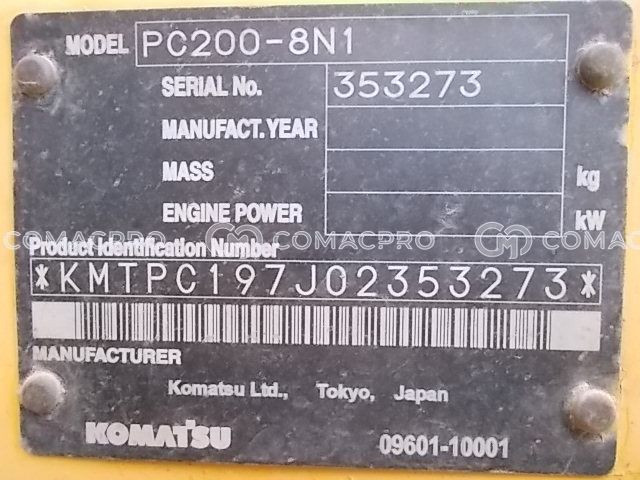 MODEL PC200-8N1
SERIAL No. 353273
MANUFACT.YEAR
MASS kg
ENGINE POWER kW
COMACPRO COMACPRO COMACPRO
Product Identification Number
*KMTPC197J02353273*
MANUFACTURER
Komatsu Ltd., Tokyo, Japan
KOMATSU 09601-10001